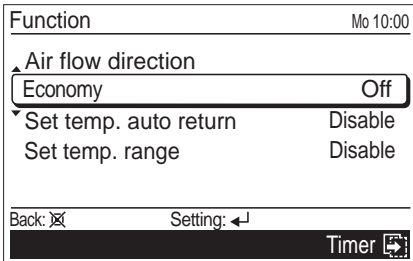 Function Mo 10:00
Air flow direction
Economy Off
Set temp. auto return Disable
Set temp. range Disable
Back: Setting:
Timer